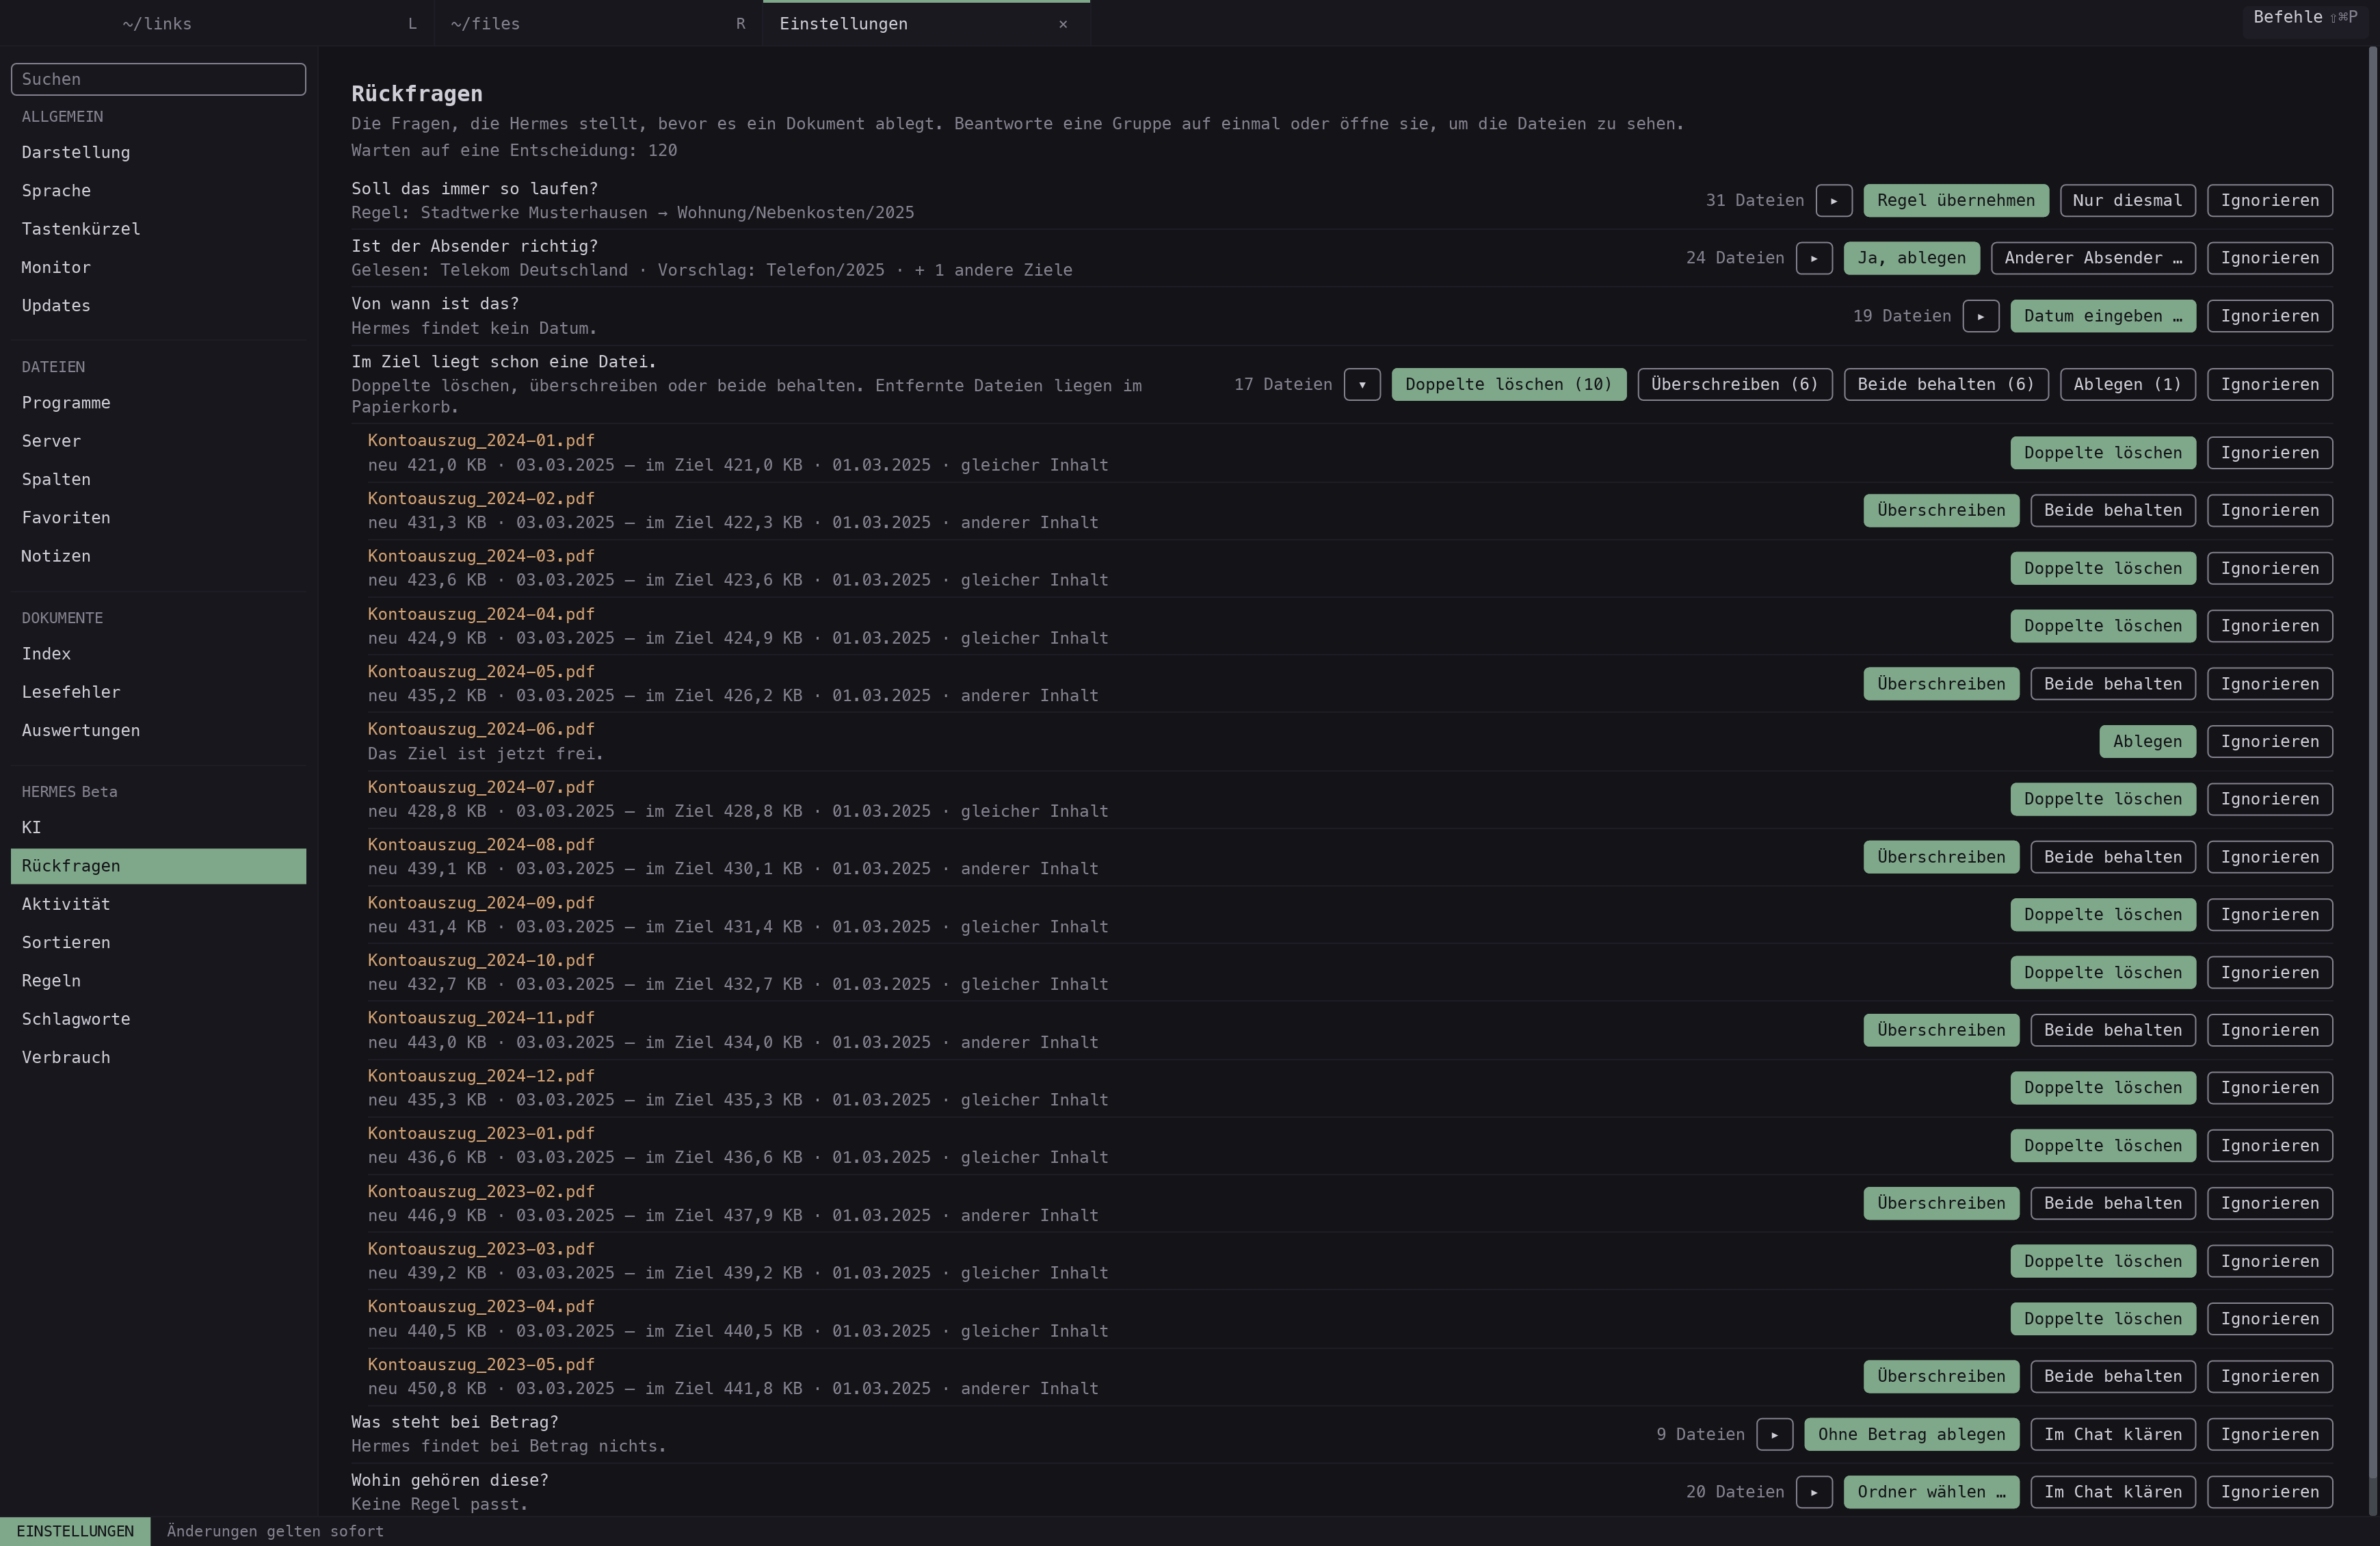 ~/links L ~/files R Einstellungen × Befehle ⇧⌘P
Suchen
ALLGEMEIN
Darstellung
Sprache
Tastenkürzel
Monitor
Updates
DATEIEN
Programme
Server
Spalten
Favoriten
Notizen
DOKUMENTE
Index
Lesefehler
Auswertungen
HERMES Beta
KI
Rückfragen
Aktivität
Sortieren
Regeln
Schlagworte
Verbrauch
Rückfragen
Die Fragen, die Hermes stellt, bevor es ein Dokument ablegt. Beantworte eine Gruppe auf einmal oder öffne sie, um die Dateien zu sehen.
Warten auf eine Entscheidung: 120
Soll das immer so laufen?
Regel: Stadtwerke Musterhausen → Wohnung/Nebenkosten/2025
31 Dateien ▸ Regel übernehmen Nur diesmal Ignorieren
Ist der Absender richtig?
Gelesen: Telekom Deutschland · Vorschlag: Telefon/2025 · + 1 andere Ziele
24 Dateien ▸ Ja, ablegen Anderer Absender … Ignorieren
Von wann ist das?
Hermes findet kein Datum.
19 Dateien ▸ Datum eingeben … Ignorieren
Im Ziel liegt schon eine Datei.
Doppelte löschen, überschreiben oder beide behalten. Entfernte Dateien liegen im
Papierkorb.
17 Dateien ▾ Doppelte löschen (10) Überschreiben (6) Beide behalten (6) Ablegen (1) Ignorieren
Kontoauszug_2024-01.pdf
neu 421,0 KB · 03.03.2025 — im Ziel 421,0 KB · 01.03.2025 · gleicher Inhalt
Doppelte löschen Ignorieren
Kontoauszug_2024-02.pdf
neu 431,3 KB · 03.03.2025 — im Ziel 422,3 KB · 01.03.2025 · anderer Inhalt
Überschreiben Beide behalten Ignorieren
Kontoauszug_2024-03.pdf
neu 423,6 KB · 03.03.2025 — im Ziel 423,6 KB · 01.03.2025 · gleicher Inhalt
Doppelte löschen Ignorieren
Kontoauszug_2024-04.pdf
neu 424,9 KB · 03.03.2025 — im Ziel 424,9 KB · 01.03.2025 · gleicher Inhalt
Doppelte löschen Ignorieren
Kontoauszug_2024-05.pdf
neu 435,2 KB · 03.03.2025 — im Ziel 426,2 KB · 01.03.2025 · anderer Inhalt
Überschreiben Beide behalten Ignorieren
Kontoauszug_2024-06.pdf
Das Ziel ist jetzt frei.
Ablegen Ignorieren
Kontoauszug_2024-07.pdf
neu 428,8 KB · 03.03.2025 — im Ziel 428,8 KB · 01.03.2025 · gleicher Inhalt
Doppelte löschen Ignorieren
Kontoauszug_2024-08.pdf
neu 439,1 KB · 03.03.2025 — im Ziel 430,1 KB · 01.03.2025 · anderer Inhalt
Überschreiben Beide behalten Ignorieren
Kontoauszug_2024-09.pdf
neu 431,4 KB · 03.03.2025 — im Ziel 431,4 KB · 01.03.2025 · gleicher Inhalt
Doppelte löschen Ignorieren
Kontoauszug_2024-10.pdf
neu 432,7 KB · 03.03.2025 — im Ziel 432,7 KB · 01.03.2025 · gleicher Inhalt
Doppelte löschen Ignorieren
Kontoauszug_2024-11.pdf
neu 443,0 KB · 03.03.2025 — im Ziel 434,0 KB · 01.03.2025 · anderer Inhalt
Überschreiben Beide behalten Ignorieren
Kontoauszug_2024-12.pdf
neu 435,3 KB · 03.03.2025 — im Ziel 435,3 KB · 01.03.2025 · gleicher Inhalt
Doppelte löschen Ignorieren
Kontoauszug_2023-01.pdf
neu 436,6 KB · 03.03.2025 — im Ziel 436,6 KB · 01.03.2025 · gleicher Inhalt
Doppelte löschen Ignorieren
Kontoauszug_2023-02.pdf
neu 446,9 KB · 03.03.2025 — im Ziel 437,9 KB · 01.03.2025 · anderer Inhalt
Überschreiben Beide behalten Ignorieren
Kontoauszug_2023-03.pdf
neu 439,2 KB · 03.03.2025 — im Ziel 439,2 KB · 01.03.2025 · gleicher Inhalt
Doppelte löschen Ignorieren
Kontoauszug_2023-04.pdf
neu 440,5 KB · 03.03.2025 — im Ziel 440,5 KB · 01.03.2025 · gleicher Inhalt
Doppelte löschen Ignorieren
Kontoauszug_2023-05.pdf
neu 450,8 KB · 03.03.2025 — im Ziel 441,8 KB · 01.03.2025 · anderer Inhalt
Überschreiben Beide behalten Ignorieren
Was steht bei Betrag?
Hermes findet bei Betrag nichts.
9 Dateien ▸ Ohne Betrag ablegen Im Chat klären Ignorieren
Wohin gehören diese?
Keine Regel passt.
20 Dateien ▸ Ordner wählen … Im Chat klären Ignorieren
EINSTELLUNGEN Änderungen gelten sofort